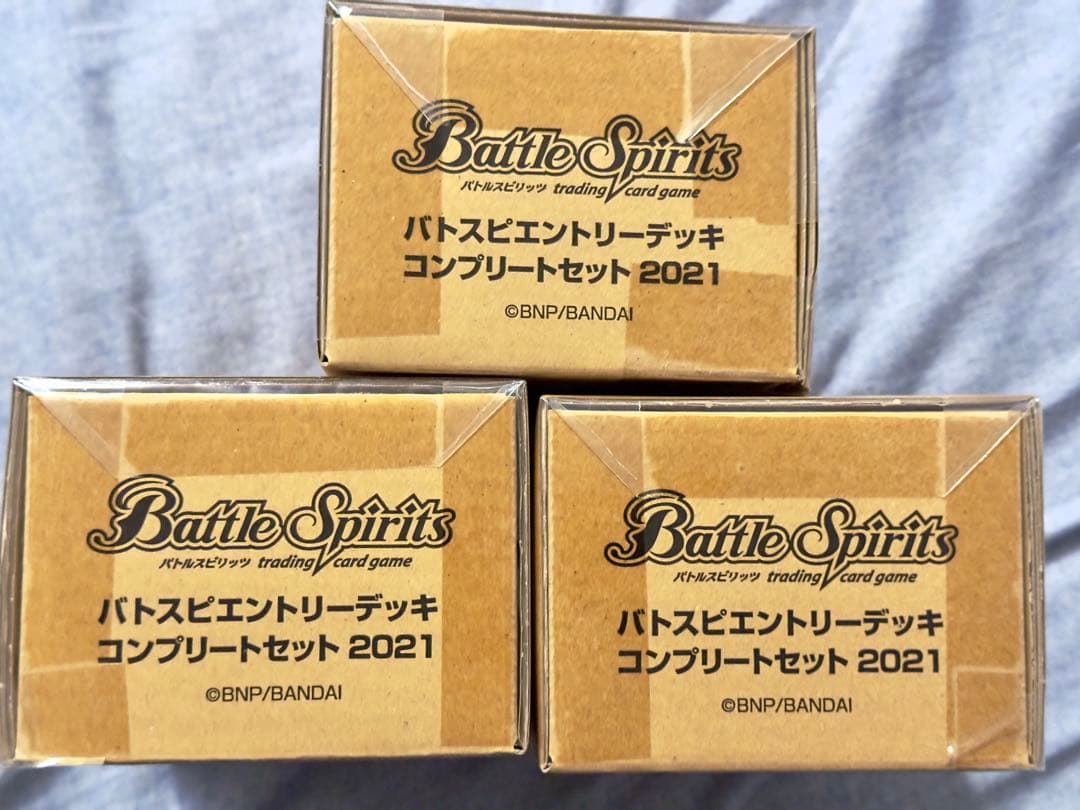 Battle Spirits
バトルスピリッツ trading card game
バトスピエントリーデッキ
コンプリートセット 2021
©BNP/BANDAI
Battle Spirits
バトルスピリッツ trading card game
バトスピエントリーデッキ
コンプリートセット 2021
©BNP/BANDAI
Battle Spirits
バトルスピリッツ trading card game
バトスピエントリーデッキ
コンプリートセット 2021
©BNP/BANDAI